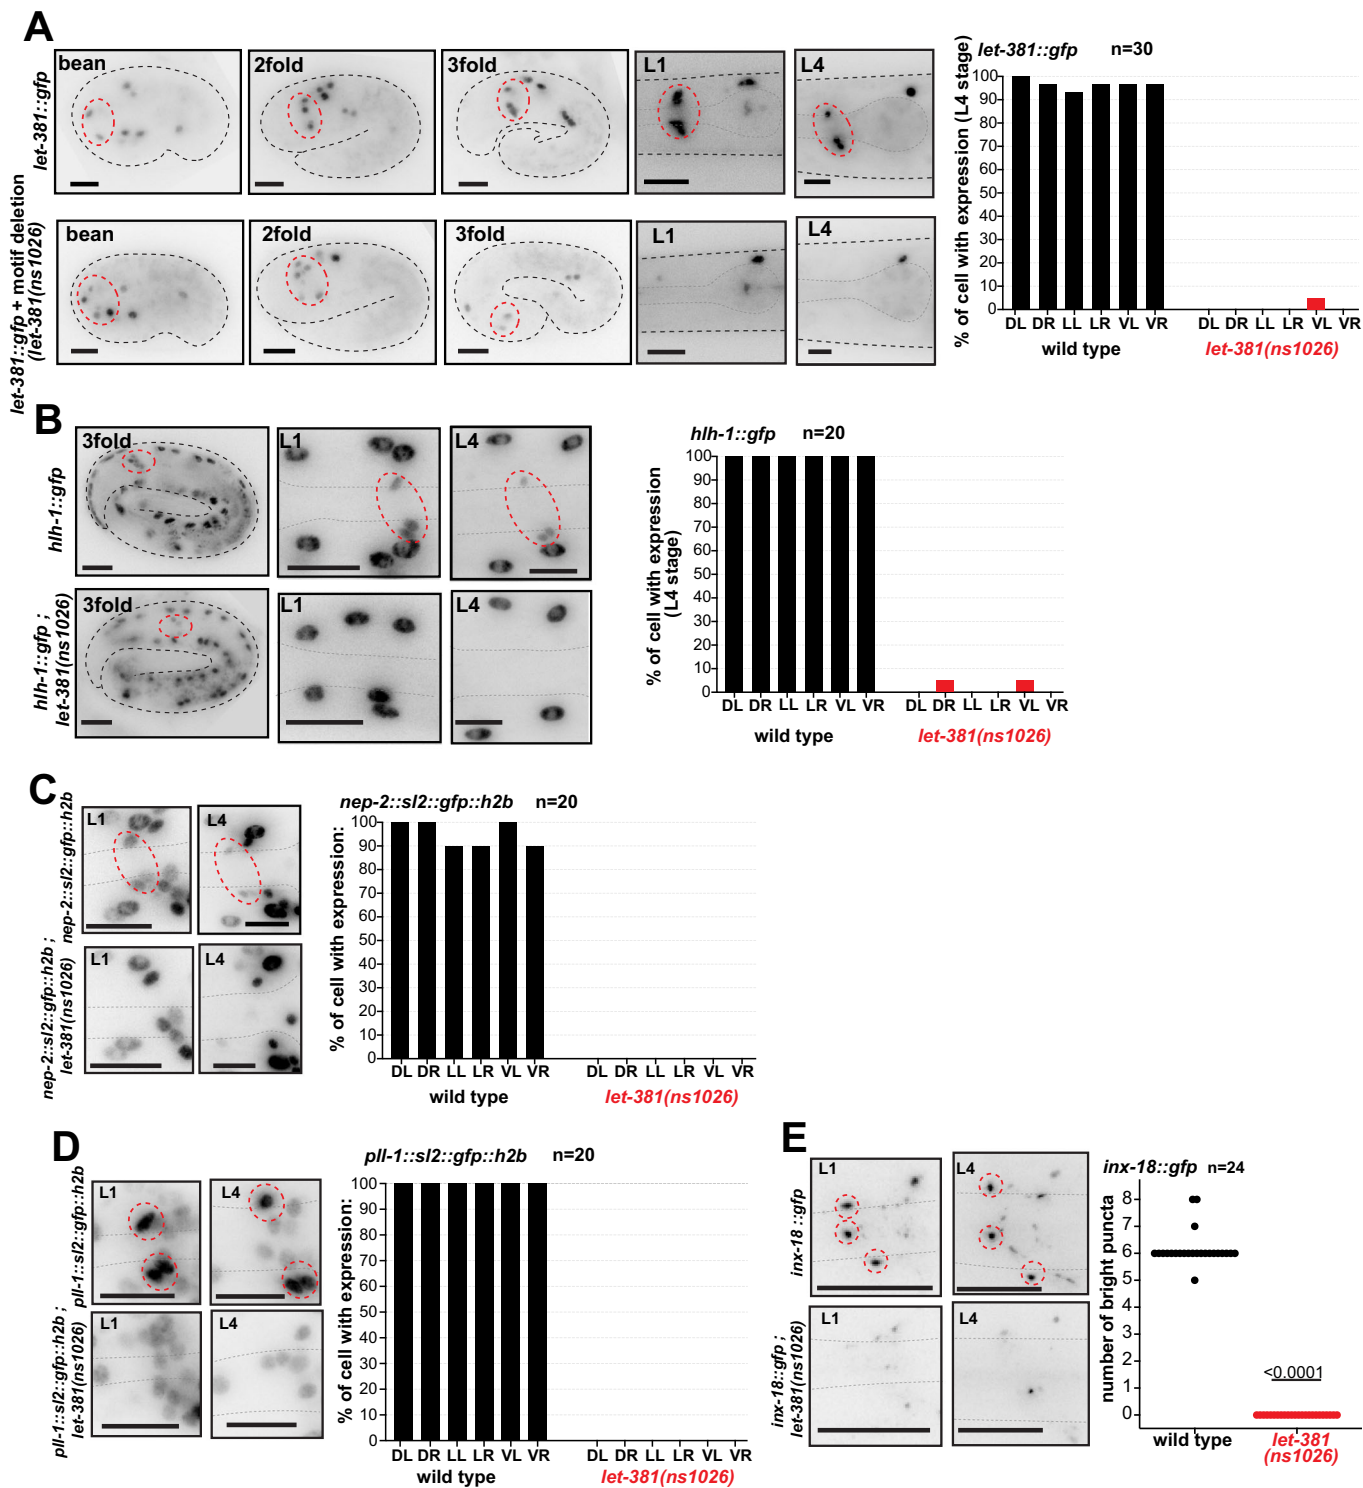 A
let-381::gfp
bean
2fold
3fold
L1
L4
let-381::gfp + motif deletion
(let-381(ns1026)
bean
2fold
3fold
L1
L4
let-381::gfp n=30
% of cell with expression (L4 stage)
100
90
80
70
60
50
40
30
20
10
0
DL DR LL LR VL VR DL DR LL LR VL VR
wild type let-381(ns1026)
B
hlh-1::gfp
3fold
L1
L4
hlh-1::gfp ;
let-381(ns1026)
3fold
L1
L4
hlh-1::gfp n=20
% of cell with expression
(L4 stage)
100
90
80
70
60
50
40
30
20
10
0
DL DR LL LR VL VR DL DR LL LR VL VR
wild type let-381(ns1026)
C
nep-2::sl2::gfp::h2b
L1
L4
nep-2::sl2::gfp::h2b ;
let-381(ns1026)
L1
L4
nep-2::sl2::gfp::h2b n=20
% of cell with expression:
100
90
80
70
60
50
40
30
20
10
0
DL DR LL LR VL VR DL DR LL LR VL VR
wild type let-381(ns1026)
D
pll-1::sl2::gfp::h2b
L1
L4
pll-1::sl2::gfp::h2b ;
let-381(ns1026)
L1
L4
pll-1::sl2::gfp::h2b n=20
% of cell with expression:
100
90
80
70
60
50
40
30
20
10
0
DL DR LL LR VL VR DL DR LL LR VL VR
wild type let-381(ns1026)
E
inx-18 ::gfp
L1
L4
inx-18::gfp ;
let-381(ns1026)
L1
L4
inx-18::gfp n=24
number of bright puncta
8
7
6
5
4
3
2
1
0
<0.0001
wild type let-381
(ns1026)